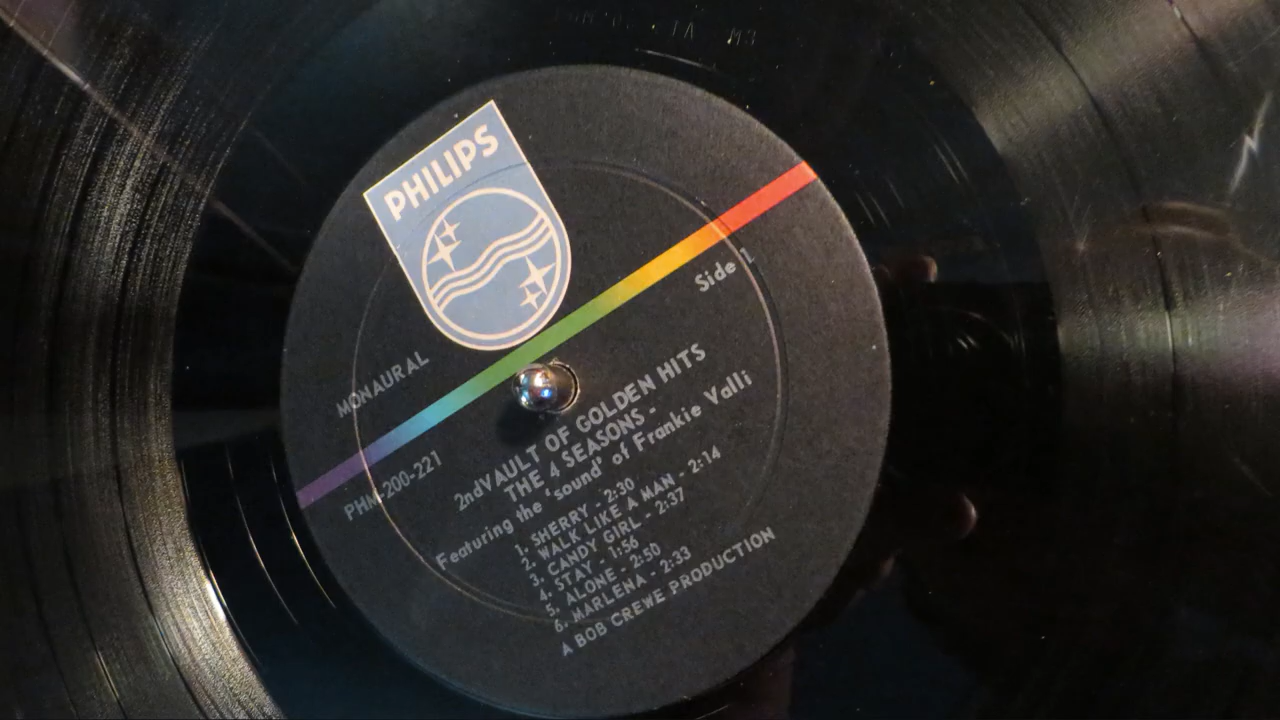 PHILIPS
Side 1
MONAURAL
PHM-200-221
2ndVAULT OF GOLDEN HITS
THE 4 SEASONS -
Featuring the 'sound' of Frankie Valli
1. SHERRY - 2:30
2. WALK LIKE A MAN - 2:14
3. CANDY GIRL - 2:37
4. STAY - 1:56
5. ALONE - 2:50
6. MARLENA - 2:33
A BOB CREWE PRODUCTION